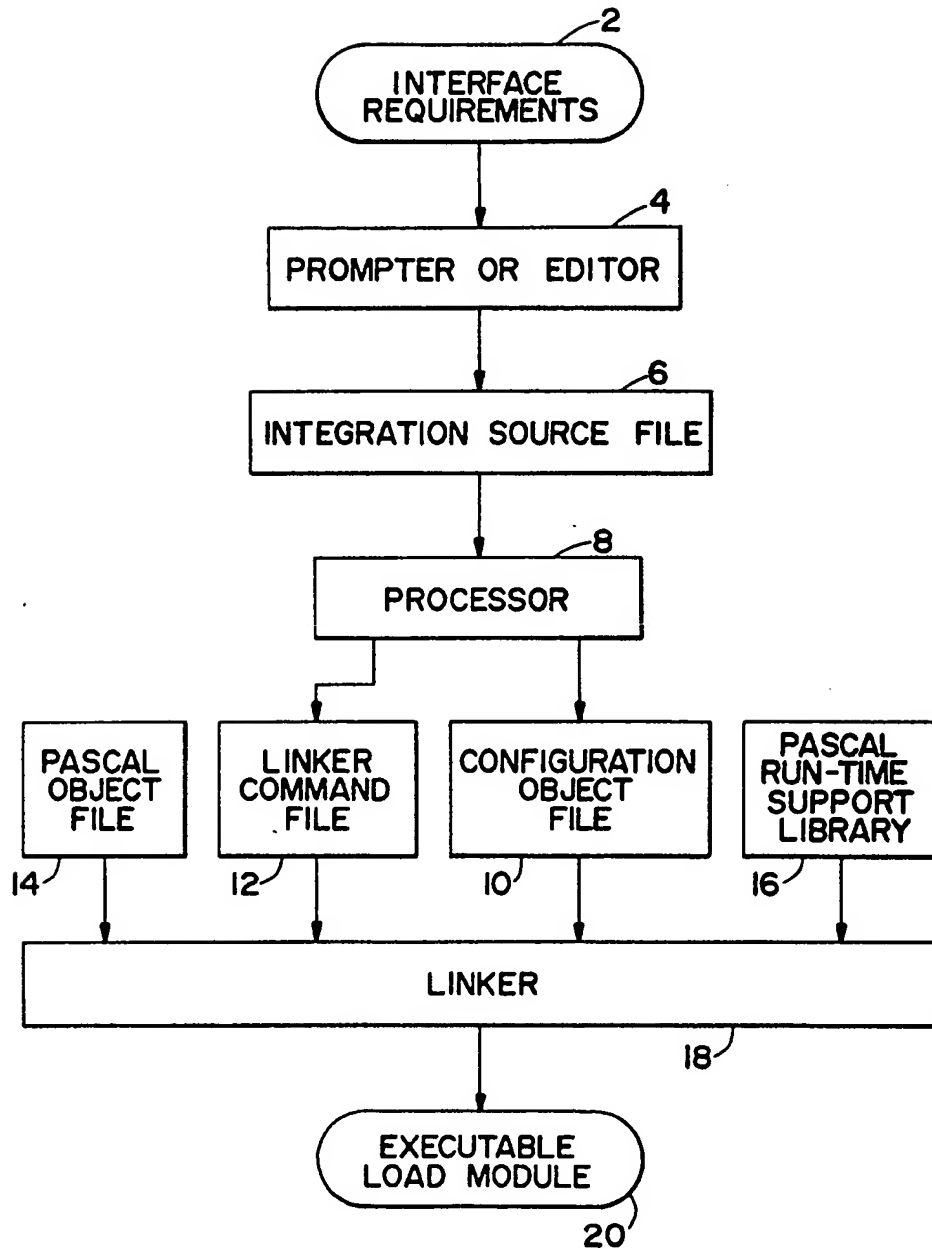 2
INTERFACE
REQUIREMENTS
4
PROMPTER OR EDITOR
6
INTEGRATION SOURCE FILE
8
PROCESSOR
PASCAL
OBJECT
FILE
14
LINKER
COMMAND
FILE
12
CONFIGURATION
OBJECT
FILE
10
PASCAL
RUN-TIME
SUPPORT
LIBRARY
16
LINKER
18
EXECUTABLE
LOAD MODULE
20